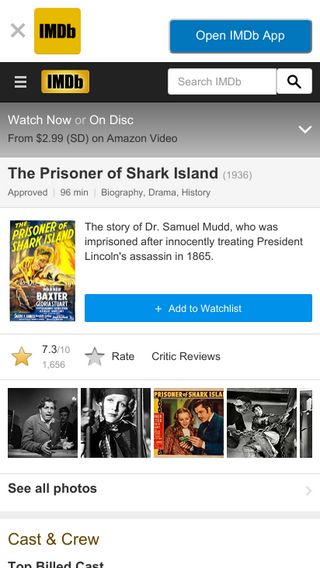 IMDb
Open IMDb App
IMDb
Search IMDb
Watch Now or On Disc
From $2.99 (SD) on Amazon Video
The Prisoner of Shark Island (1936)
Approved | 96 min | Biography, Drama, History
THE PRISONER OF
SHARK ISLAND
WARNER
BAXTER
GLORIA STUART
The story of Dr. Samuel Mudd, who was
imprisoned after innocently treating President
Lincoln's assassin in 1865.
+ Add to Watchlist
7.3/10
1,656
Rate
Critic Reviews
PRISONER OF SHARK ISLAND
See all photos
Cast & Crew
Top Billed Cast